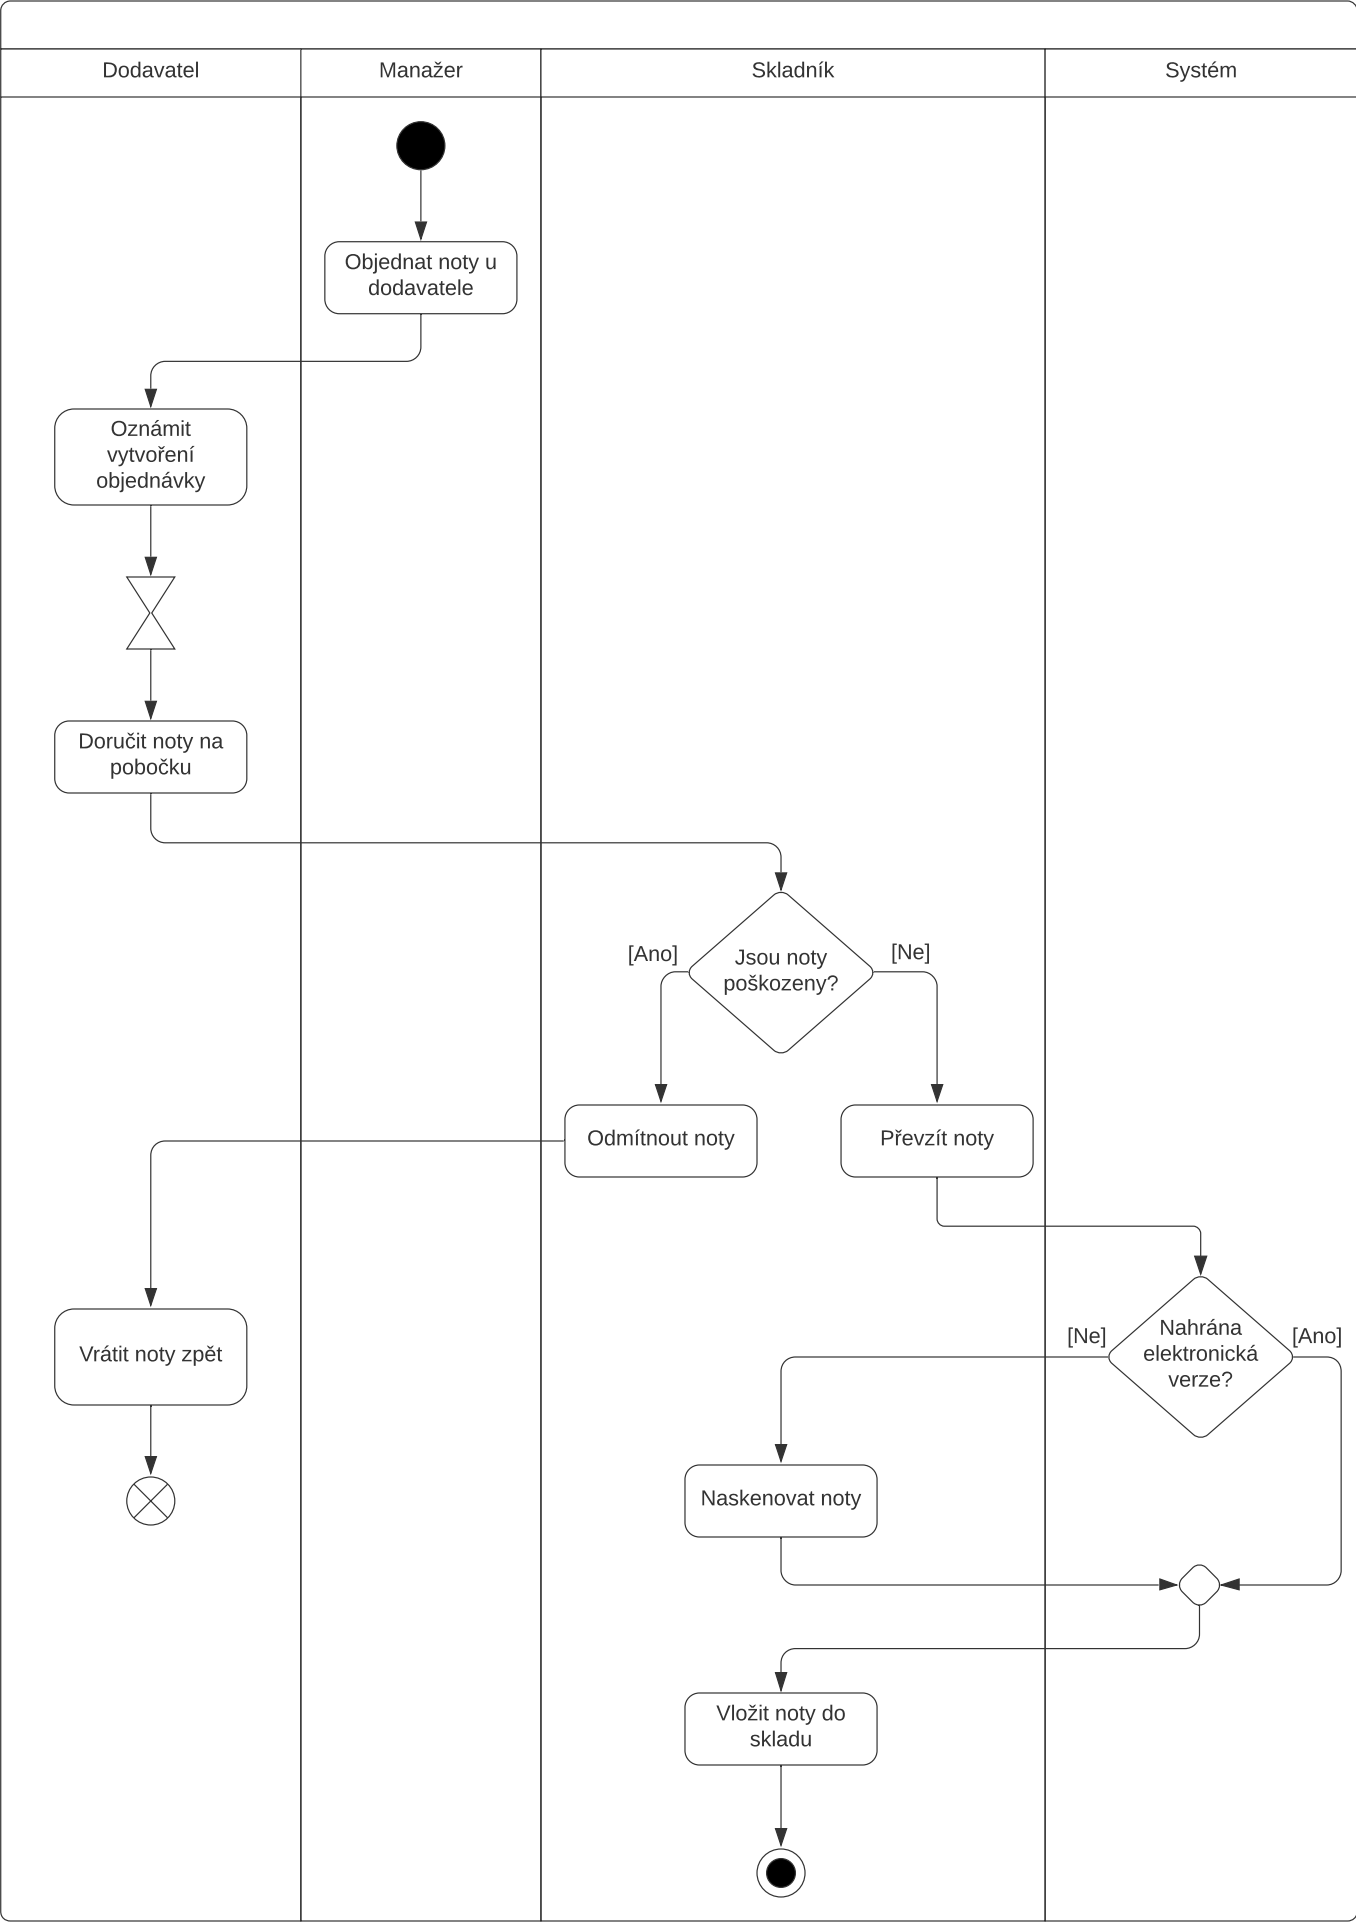 Dodavatel
Manažer
Skladník
Systém
Objednat noty u
dodavatele
Oznámit
vytvoření
objednávky
Doručit noty na
pobočku
Jsou noty
poškozeny?
[Ano]
[Ne]
Odmítnout noty
Převzít noty
Vrátit noty zpět
Nahrána
elektronická
verze?
[Ne]
[Ano]
Naskenovat noty
Vložit noty do
skladu